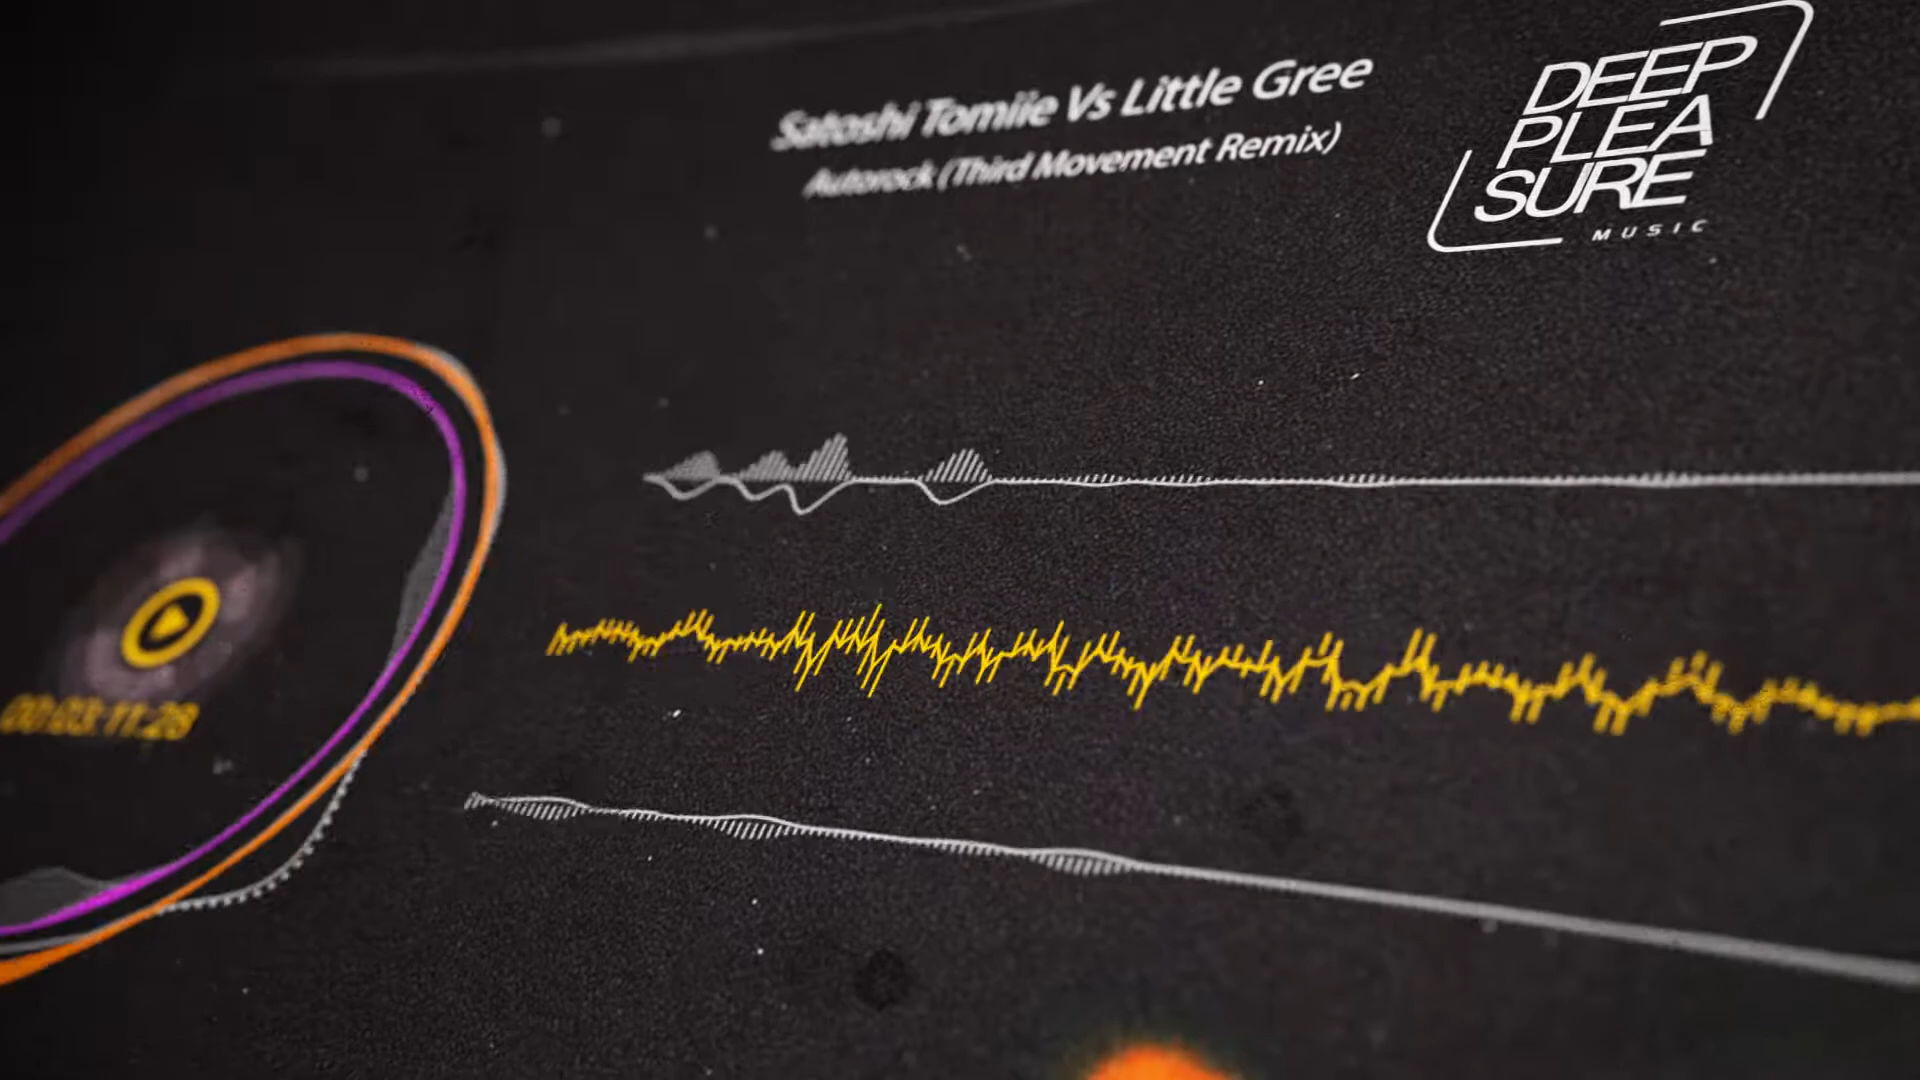 Satoshi Tomiie Vs Little Gree
Autorock (Third Movement Remix)
DEEP
PLEA
SURE
MUSIC
00:03:11:28